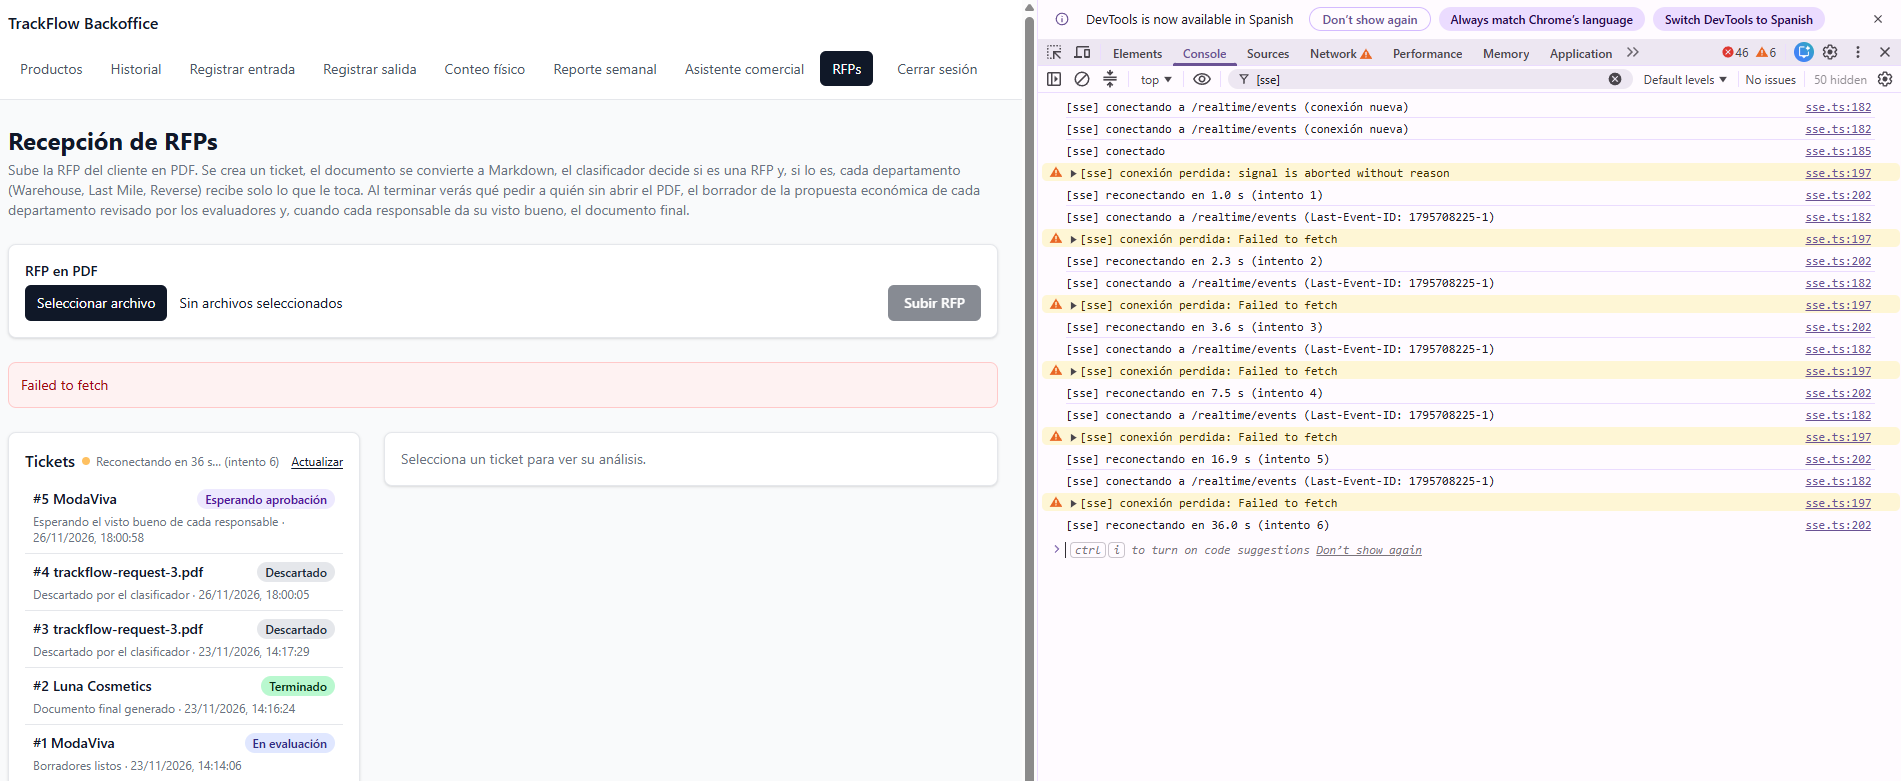 TrackFlow Backoffice
Productos Historial Registrar entrada Registrar salida Conteo físico Reporte semanal Asistente comercial RFPs Cerrar sesión
Recepción de RFPs
Sube la RFP del cliente en PDF. Se crea un ticket, el documento se convierte a Markdown, el clasificador decide si es una RFP y, si lo es, cada departamento
(Warehouse, Last Mile, Reverse) recibe solo lo que le toca. Al terminar verás qué pedir a quién sin abrir el PDF, el borrador de la propuesta económica de cada
departamento revisado por los evaluadores y, cuando cada responsable da su visto bueno, el documento final.
RFP en PDF
Seleccionar archivo Sin archivos seleccionados Subir RFP
Failed to fetch
Tickets Reconectando en 36 s... (intento 6) Actualizar
#5 ModaViva Esperando aprobación
Esperando el visto bueno de cada responsable ·
26/11/2026, 18:00:58
#4 trackflow-request-3.pdf Descartado
Descartado por el clasificador · 26/11/2026, 18:00:05
#3 trackflow-request-3.pdf Descartado
Descartado por el clasificador · 23/11/2026, 14:17:29
#2 Luna Cosmetics Terminado
Documento final generado · 23/11/2026, 14:16:24
#1 ModaViva En evaluación
Borradores listos · 23/11/2026, 14:14:06
Selecciona un ticket para ver su análisis.
DevTools is now available in Spanish Don't show again Always match Chrome's language Switch DevTools to Spanish
Elements Console Sources Network Performance Memory Application 46 6
top [sse] Default levels No issues 50 hidden
[sse] conectando a /realtime/events (conexión nueva) sse.ts:182
[sse] conectando a /realtime/events (conexión nueva) sse.ts:182
[sse] conectado sse.ts:185
[sse] conexión perdida: signal is aborted without reason sse.ts:197
[sse] reconectando en 1.0 s (intento 1) sse.ts:202
[sse] conectando a /realtime/events (Last-Event-ID: 1795708225-1) sse.ts:182
[sse] conexión perdida: Failed to fetch sse.ts:197
[sse] reconectando en 2.3 s (intento 2) sse.ts:202
[sse] conectando a /realtime/events (Last-Event-ID: 1795708225-1) sse.ts:182
[sse] conexión perdida: Failed to fetch sse.ts:197
[sse] reconectando en 3.6 s (intento 3) sse.ts:202
[sse] conectando a /realtime/events (Last-Event-ID: 1795708225-1) sse.ts:182
[sse] conexión perdida: Failed to fetch sse.ts:197
[sse] reconectando en 7.5 s (intento 4) sse.ts:202
[sse] conectando a /realtime/events (Last-Event-ID: 1795708225-1) sse.ts:182
[sse] conexión perdida: Failed to fetch sse.ts:197
[sse] reconectando en 16.9 s (intento 5) sse.ts:202
[sse] conectando a /realtime/events (Last-Event-ID: 1795708225-1) sse.ts:182
[sse] conexión perdida: Failed to fetch sse.ts:197
[sse] reconectando en 36.0 s (intento 6) sse.ts:202
ctrl i to turn on code suggestions Don't show again